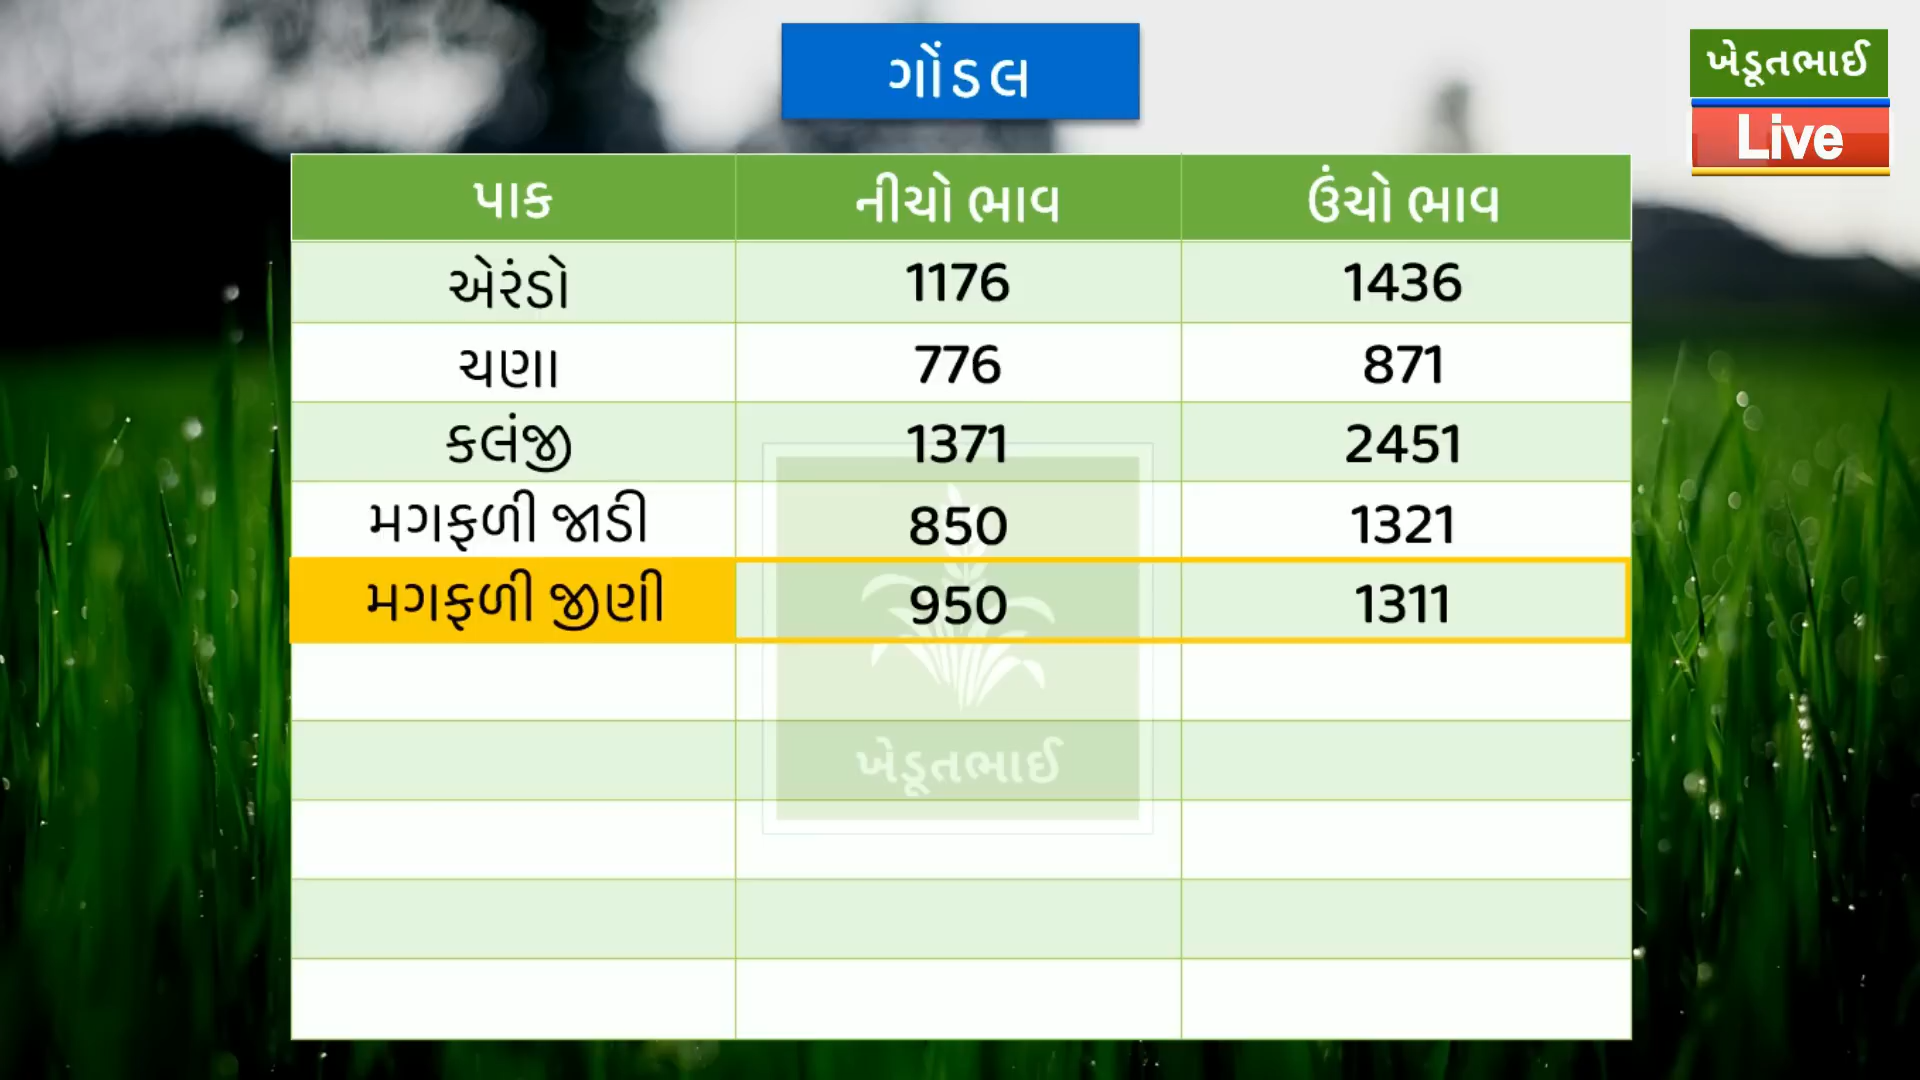 ગોંડલ
ખેડૂતભાઈ
Live
પાક નીચો ભાવ ઉંચો ભાવ
એરંડો 1176 1436
ચણા 776 871
કલંજી 1371 2451
મગફળી જાડી 850 1321
મગફળી જીણી 950 1311
ખેડૂતભાઈ